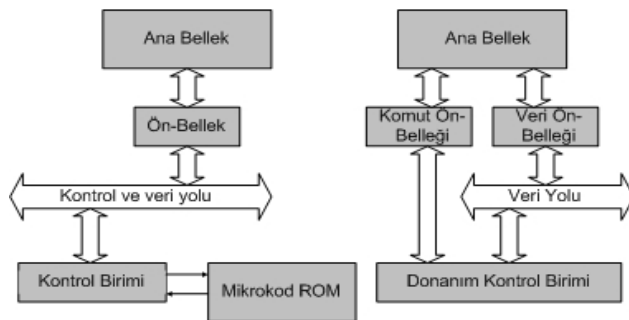 Ana Bellek
Ön-Bellek
Kontrol ve veri yolu
Kontrol Birimi
Mikrokod ROM
Ana Bellek
Komut Ön-
Belleği
Veri Ön-
Belleği
Veri Yolu
Donanım Kontrol Birimi